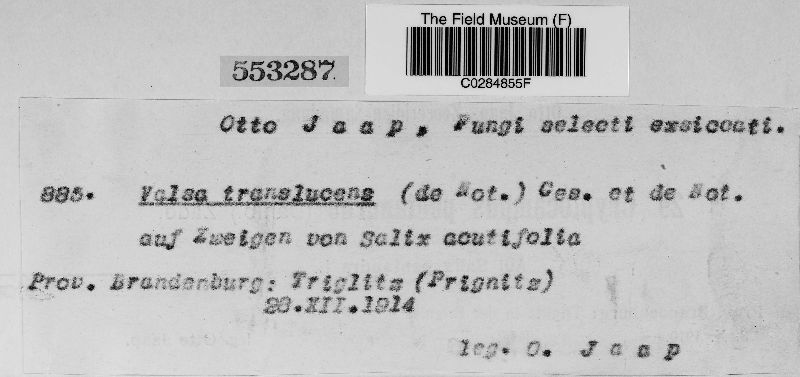 The Field Museum (F)
C0284855F
553287
Otto Jaap, Fungi selecti exsiccati.
885. Valsa translucens (de Not.) Ces. et de Not.
auf Zweigen von Salix acutifolia
Prov. Brandenburg: Triglitz (Prignitz)
28.XII.1914
leg. O. Jaap